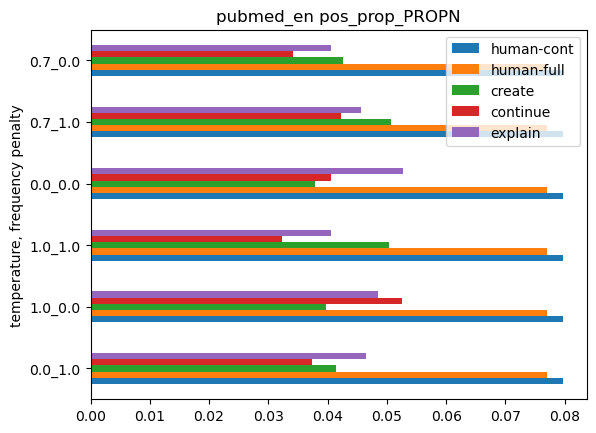 pubmed_en pos_prop_PROPN
temperature, frequency penalty
0.7_0.0
0.7_1.0
0.0_0.0
1.0_1.0
1.0_0.0
0.0_1.0
human-cont
human-full
create
continue
explain
0.00 0.01 0.02 0.03 0.04 0.05 0.06 0.07 0.08